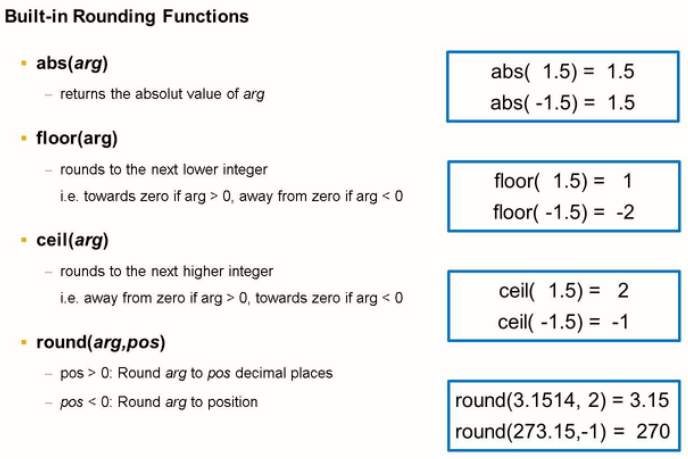 Built-in Rounding Functions
abs(arg)
– returns the absolut value of arg
abs( 1.5) = 1.5
abs( -1.5) = 1.5
floor(arg)
– rounds to the next lower integer
i.e. towards zero if arg > 0, away from zero if arg < 0
floor( 1.5) = 1
floor( -1.5) = -2
ceil(arg)
– rounds to the next higher integer
i.e. away from zero if arg > 0, towards zero if arg < 0
ceil( 1.5) = 2
ceil( -1.5) = -1
round(arg,pos)
– pos > 0: Round arg to pos decimal places
– pos < 0: Round arg to position
round(3.1514, 2) = 3.15
round(273.15,-1) = 270